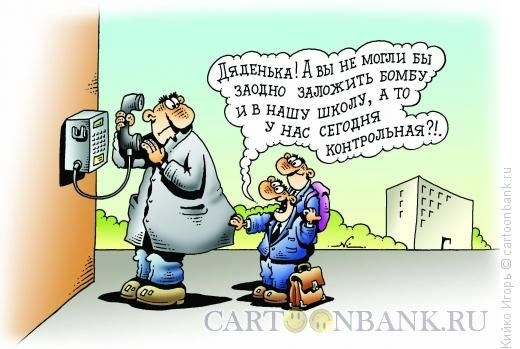 Дяденька! А вы не могли бы
заодно заложить бомбу
и в нашу школу, а то
у нас сегодня
контрольная?!.
CARTOONBANK.RU
Кийко Игорь © cartoonbank.ru